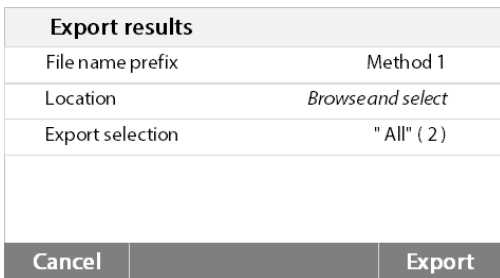 Export results
File name prefix Method 1
Location Browse and select
Export selection "All" (2)
Cancel Export